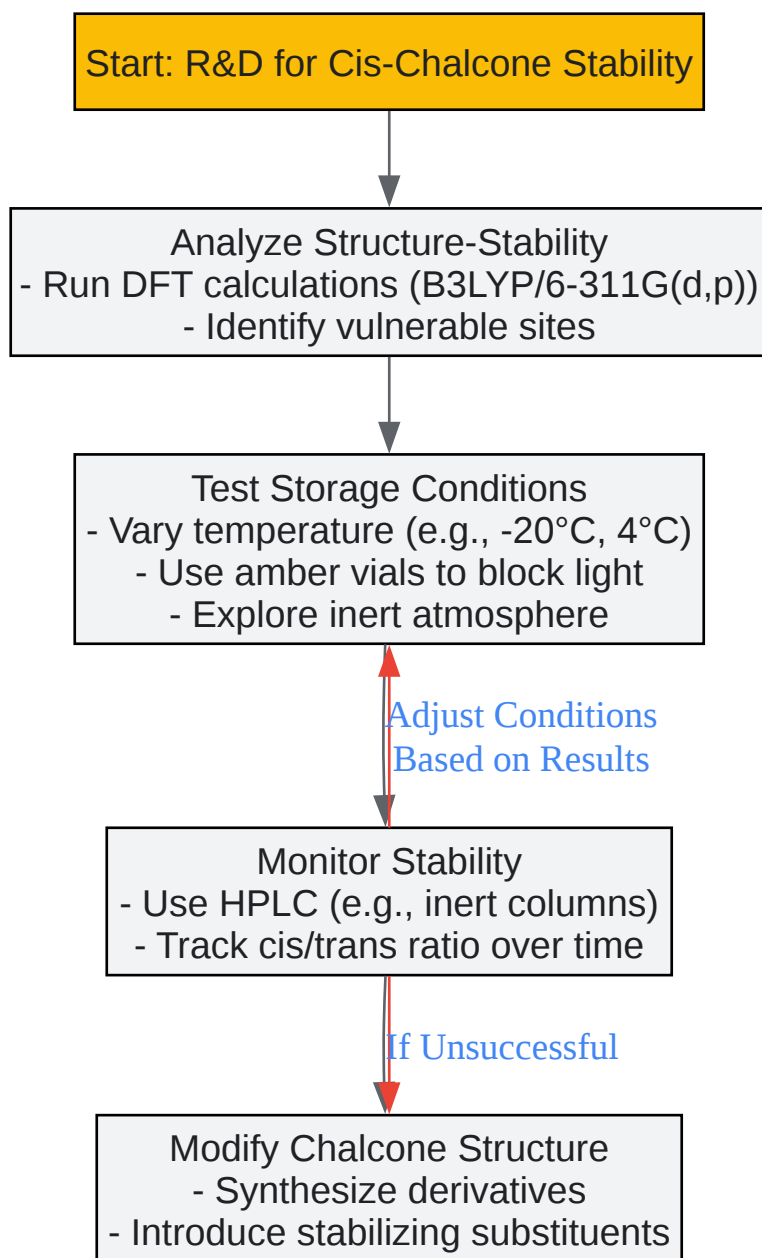 Start: R&D for Cis-Chalcone Stability
Analyze Structure-Stability
- Run DFT calculations (B3LYP/6-311G(d,p))
- Identify vulnerable sites
Test Storage Conditions
- Vary temperature (e.g., -20°C, 4°C)
- Use amber vials to block light
- Explore inert atmosphere
Adjust Conditions
Based on Results
Monitor Stability
- Use HPLC (e.g., inert columns)
- Track cis/trans ratio over time
If Unsuccessful
Modify Chalcone Structure
- Synthesize derivatives
- Introduce stabilizing substituents